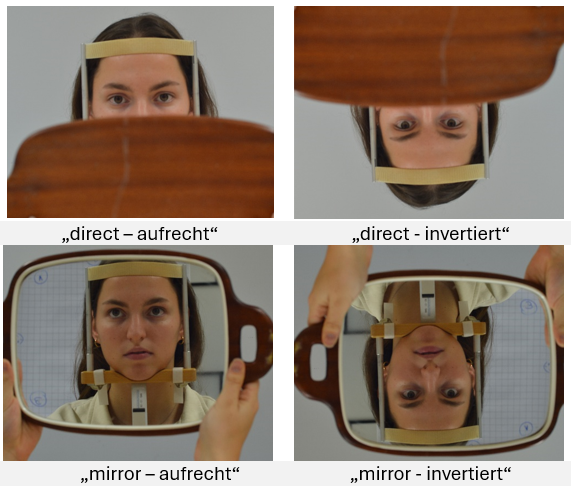 „direct – aufrecht“
„direct - invertiert“
„mirror – aufrecht“
„mirror - invertiert“